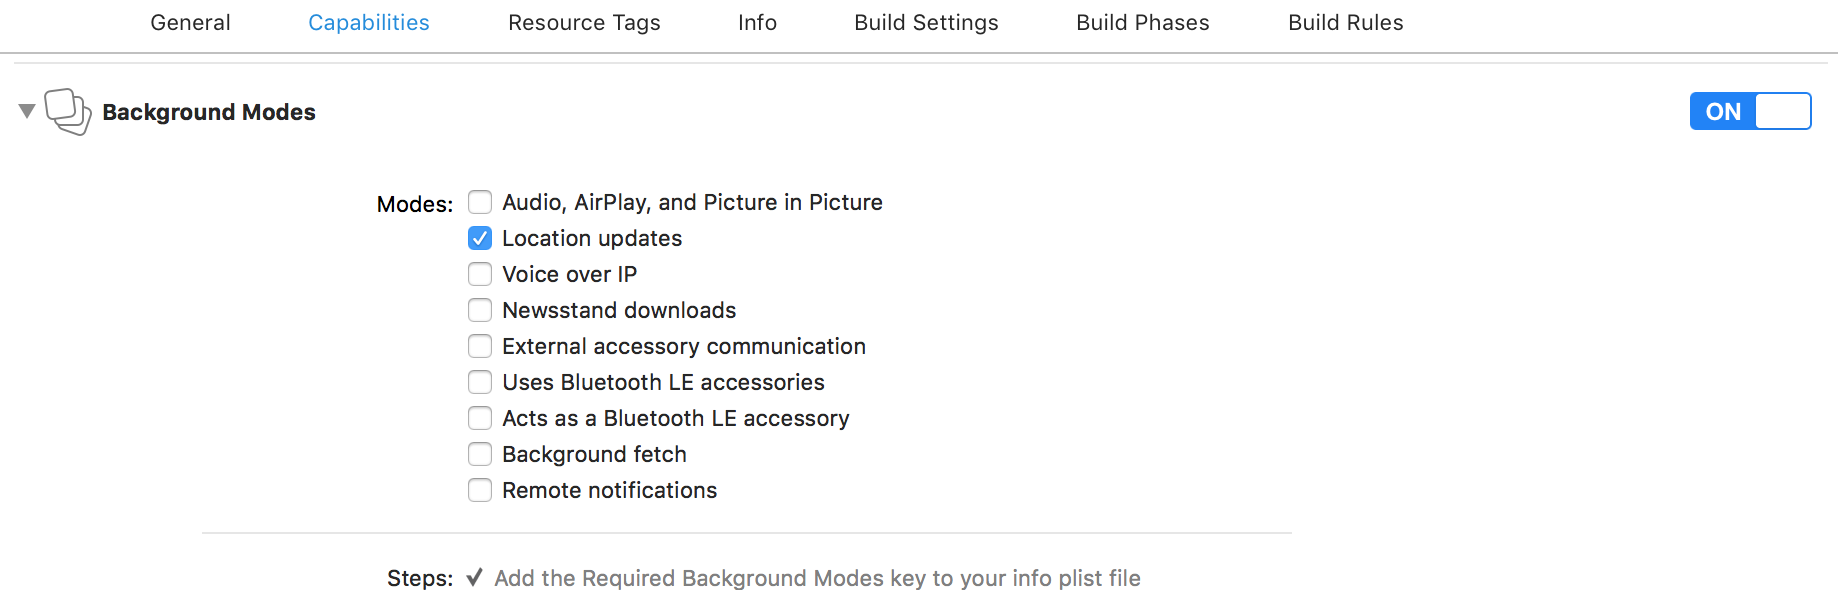 General Capabilities Resource Tags Info Build Settings Build Phases Build Rules
Background Modes ON
Modes: Audio, AirPlay, and Picture in Picture
Location updates
Voice over IP
Newsstand downloads
External accessory communication
Uses Bluetooth LE accessories
Acts as a Bluetooth LE accessory
Background fetch
Remote notifications
Steps: ✓ Add the Required Background Modes key to your info plist file